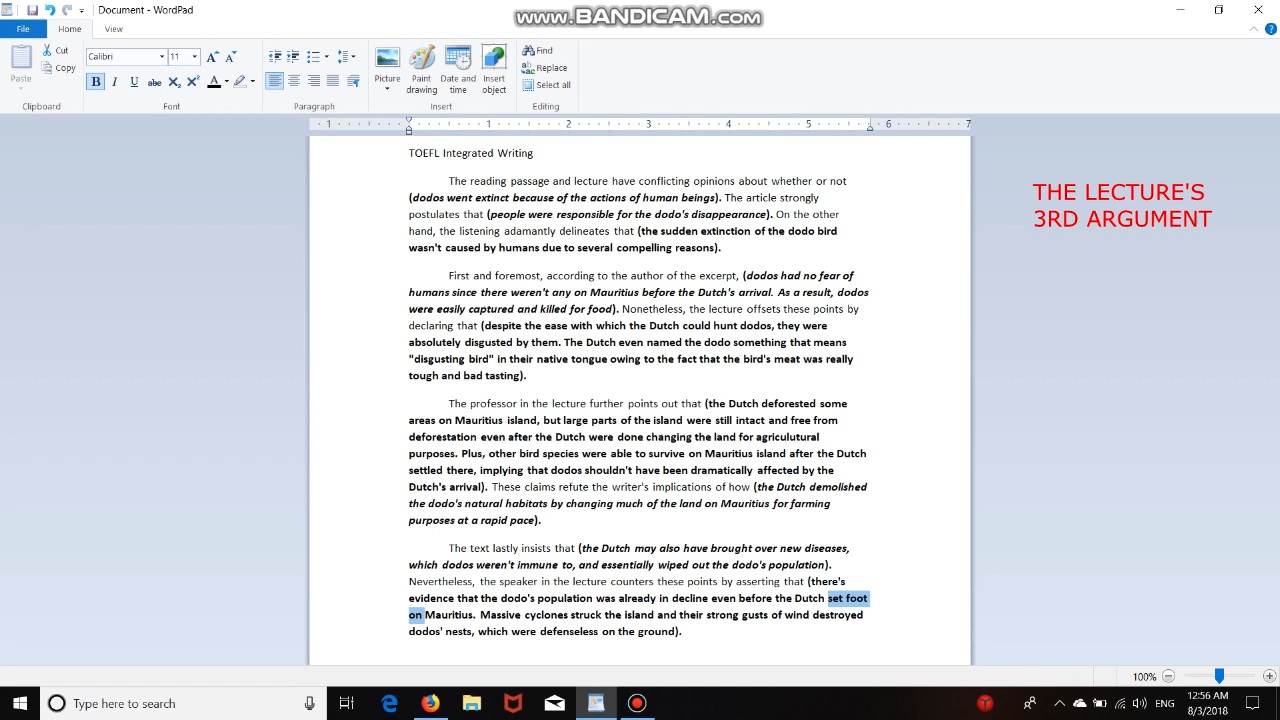 Document - WordPad
www.BANDICAM.com
File
Home
View
Cut
Copy
Paste
Calibri
11
Find
Replace
Select all
Picture
Paint drawing
Date and time
Insert object
Clipboard
Font
Paragraph
Insert
Editing
1 1 2 3 4 5 6 7
TOEFL Integrated Writing
The reading passage and lecture have conflicting opinions about whether or not
(dodos went extinct because of the actions of human beings). The article strongly
postulates that (people were responsible for the dodo's disappearance). On the other
hand, the listening adamantly delineates that (the sudden extinction of the dodo bird
wasn't caused by humans due to several compelling reasons).
First and foremost, according to the author of the excerpt, (dodos had no fear of
humans since there weren't any on Mauritius before the Dutch's arrival. As a result, dodos
were easily captured and killed for food). Nonetheless, the lecture offsets these points by
declaring that (despite the ease with which the Dutch could hunt dodos, they were
absolutely disgusted by them. The Dutch even named the dodo something that means
"disgusting bird" in their native tongue owing to the fact that the bird's meat was really
tough and bad tasting).
The professor in the lecture further points out that (the Dutch deforested some
areas on Mauritius island, but large parts of the island were still intact and free from
deforestation even after the Dutch were done changing the land for agriculutural
purposes. Plus, other bird species were able to survive on Mauritius island after the Dutch
settled there, implying that dodos shouldn't have been dramatically affected by the
Dutch's arrival). These claims refute the writer's implications of how (the Dutch demolished
the dodo's natural habitats by changing much of the land on Mauritius for farming
purposes at a rapid pace).
The text lastly insists that (the Dutch may also have brought over new diseases,
which dodos weren't immune to, and essentially wiped out the dodo's population).
Nevertheless, the speaker in the lecture counters these points by asserting that (there's
evidence that the dodo's population was already in decline even before the Dutch set foot
on Mauritius. Massive cyclones struck the island and their strong gusts of wind destroyed
dodos' nests, which were defenseless on the ground).
THE LECTURE'S
3RD ARGUMENT
100%
Type here to search
ENG
12:56 AM
8/3/2018